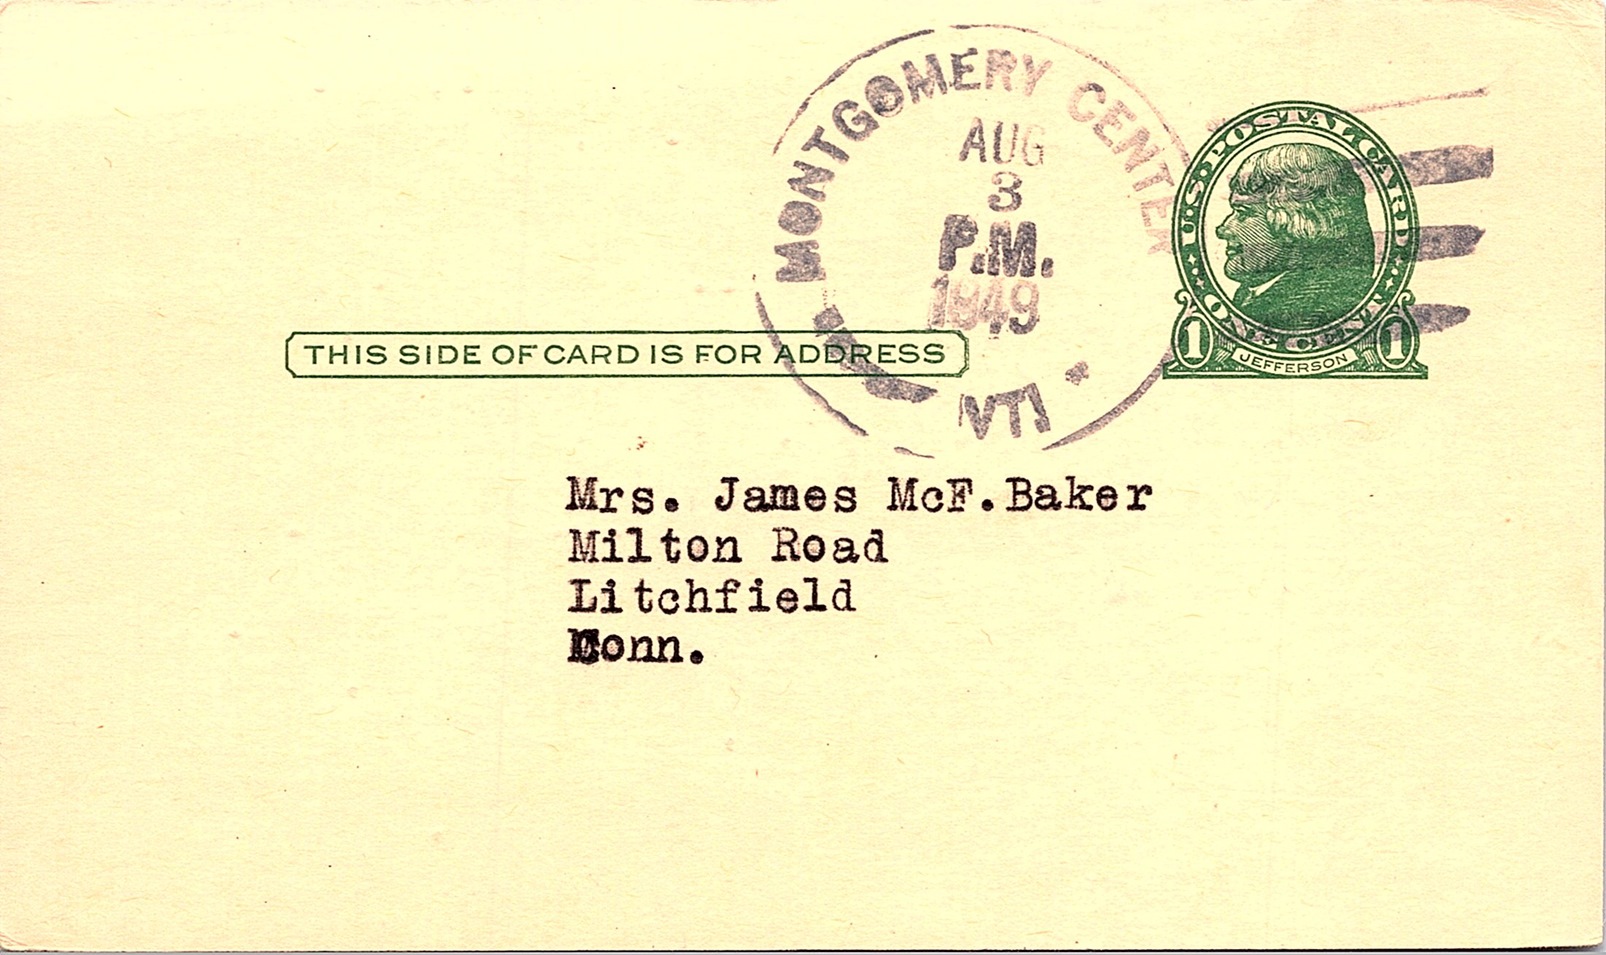 MONTGOMERY CENTER
AUG
3
P.M.
1949
VT
U.S. POSTAL CARD
ONE CENT
1 1
JEFFERSON
THIS SIDE OF CARD IS FOR ADDRESS
Mrs. James McF.Baker
Milton Road
Litchfield
Conn.